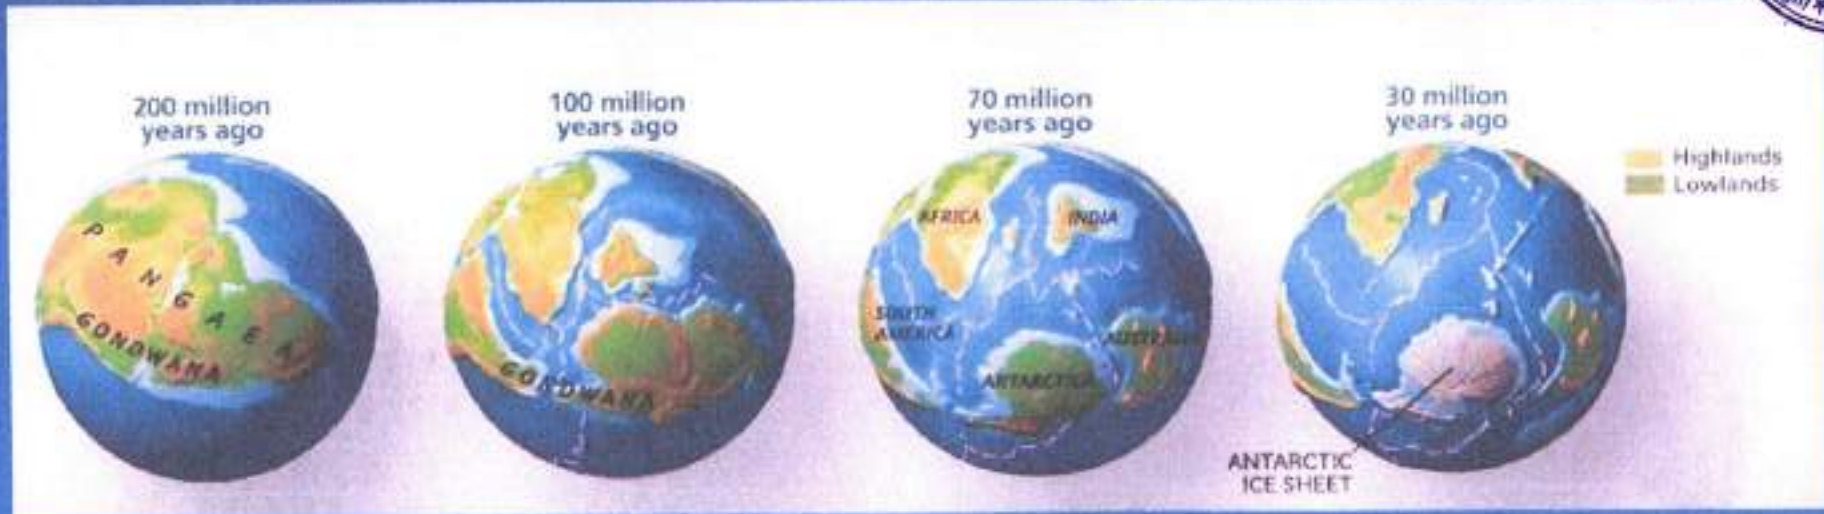 200 million
years ago
100 million
years ago
70 million
years ago
30 million
years ago
Highlands
Lowlands
PANGAEA
GONDWANA
GONDWANA
AFRICA
INDIA
SOUTH
AMERICA
ANTARCTICA
ANTARCTIC
ICE SHEET